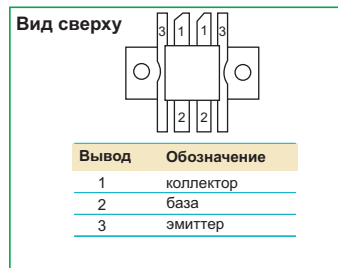 Вид сверху
3 1 1 3
2 2
Вывод Обозначение
1 коллектор
2 база
3 эмиттер